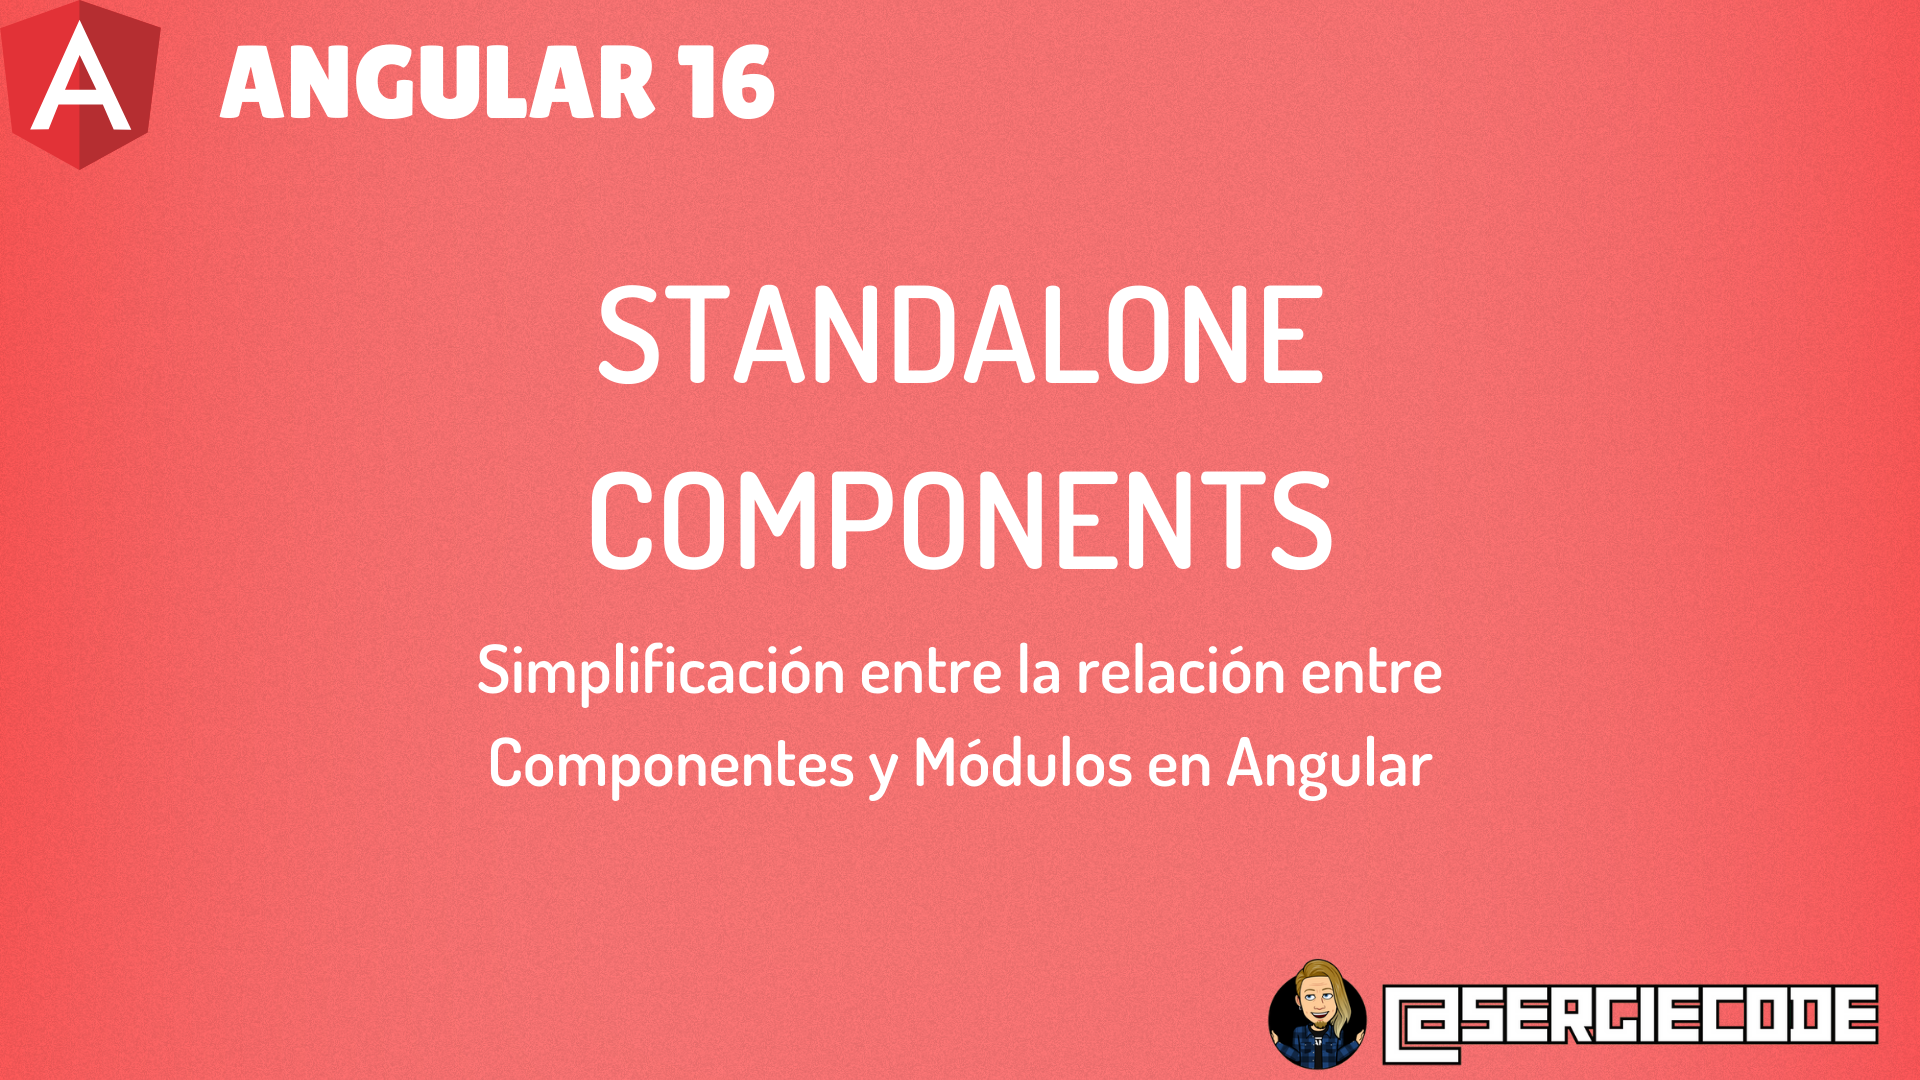 ANGULAR 16
STANDALONE
COMPONENTS
Simplificación entre la relación entre
Componentes y Módulos en Angular
@SERGIECODE